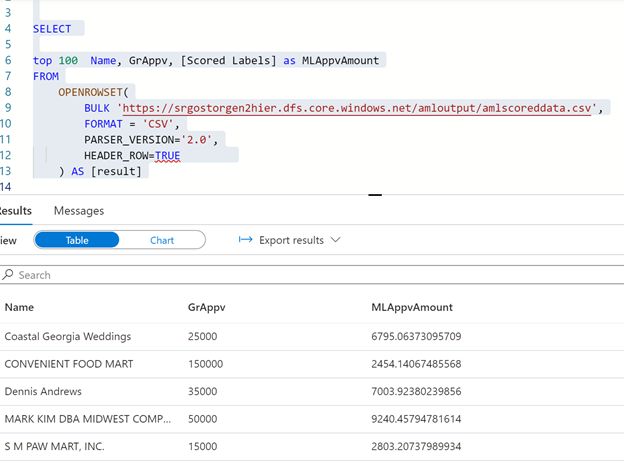 3
4 SELECT
5
6 top 100 Name, GrAppv, [Scored Labels] as MLAppvAmount
7 FROM
8 OPENROWSET(
9 BULK 'https://srgostorgen2hier.dfs.core.windows.net/amloutput/amlscoreddata.csv',
10 FORMAT = 'CSV',
11 PARSER_VERSION='2.0',
12 HEADER_ROW=TRUE
13 ) AS [result]
14
Results Messages
iew Table Chart Export results
Search
Name GrAppv MLAppvAmount
Coastal Georgia Weddings 25000 6795.06373095709
CONVENIENT FOOD MART 150000 2454.14067485568
Dennis Andrews 35000 7003.92380239856
MARK KIM DBA MIDWEST COMP... 50000 9240.45794781614
S M PAW MART, INC. 15000 2803.20737989934